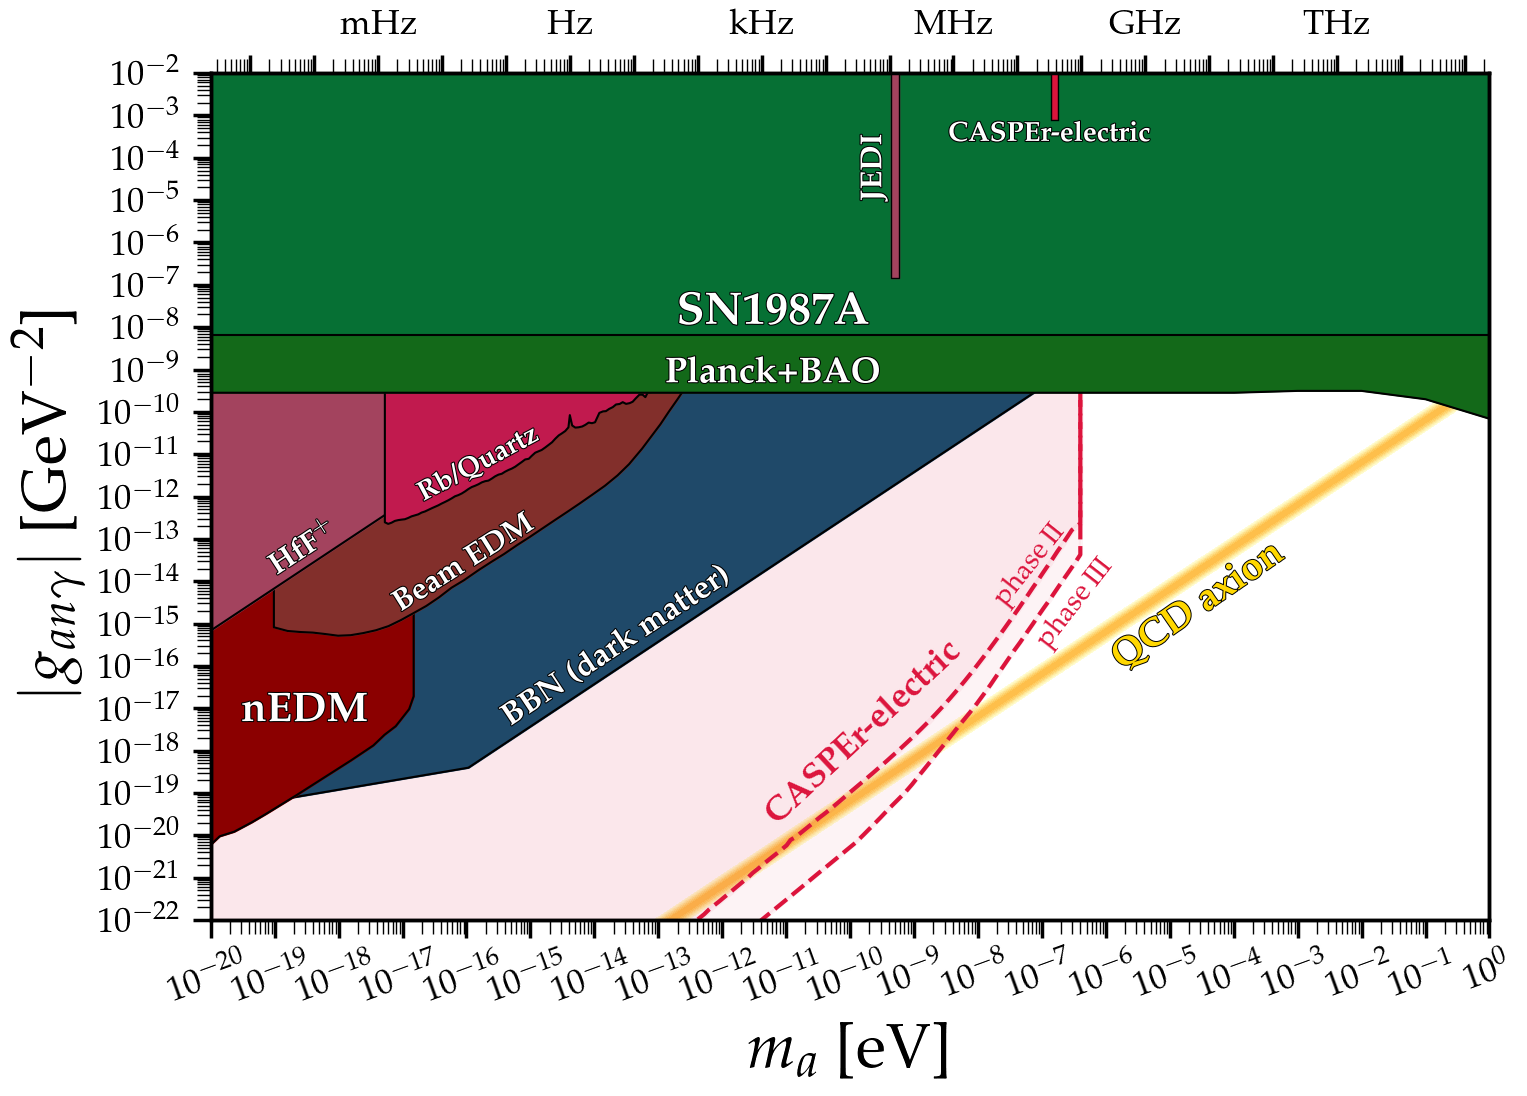 mHz Hz kHz MHz GHz THz
10⁻²
10⁻³
10⁻⁴
10⁻⁵
10⁻⁶
10⁻⁷
10⁻⁸
10⁻⁹
10⁻¹⁰
10⁻¹¹
10⁻¹²
10⁻¹³
10⁻¹⁴
10⁻¹⁵
10⁻¹⁶
10⁻¹⁷
10⁻¹⁸
10⁻¹⁹
10⁻²⁰
10⁻²¹
10⁻²²
|g_{anγ}| [GeV⁻²]
CASPEr-electric
JEDI
SN1987A
Planck+BAO
Rb/Quartz
HfF⁺
Beam EDM
nEDM
BBN (dark matter)
phase II
phase III
CASPEr-electric
QCD axion
10⁻²⁰ 10⁻¹⁹ 10⁻¹⁸ 10⁻¹⁷ 10⁻¹⁶ 10⁻¹⁵ 10⁻¹⁴ 10⁻¹³ 10⁻¹² 10⁻¹¹ 10⁻¹⁰ 10⁻⁹ 10⁻⁸ 10⁻⁷ 10⁻⁶ 10⁻⁵ 10⁻⁴ 10⁻³ 10⁻² 10⁻¹ 10⁰
m_a [eV]